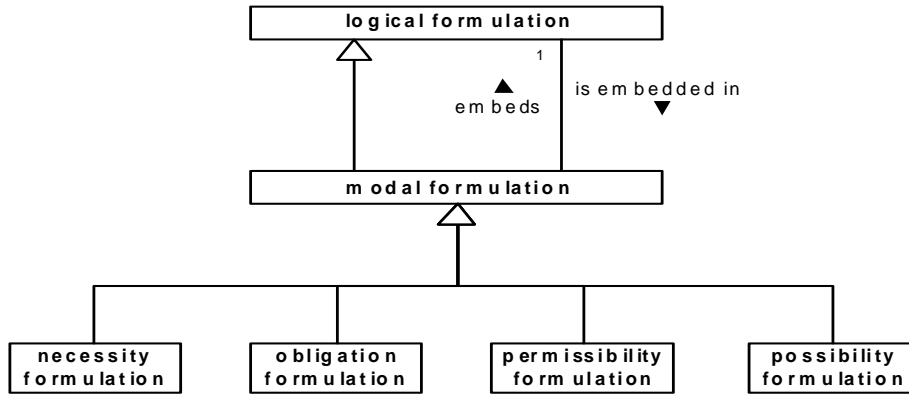 logical formulation
1
is embedded in
embeds
modal formulation
necessity
formulation
obligation
formulation
permissibility
formulation
possibility
formulation